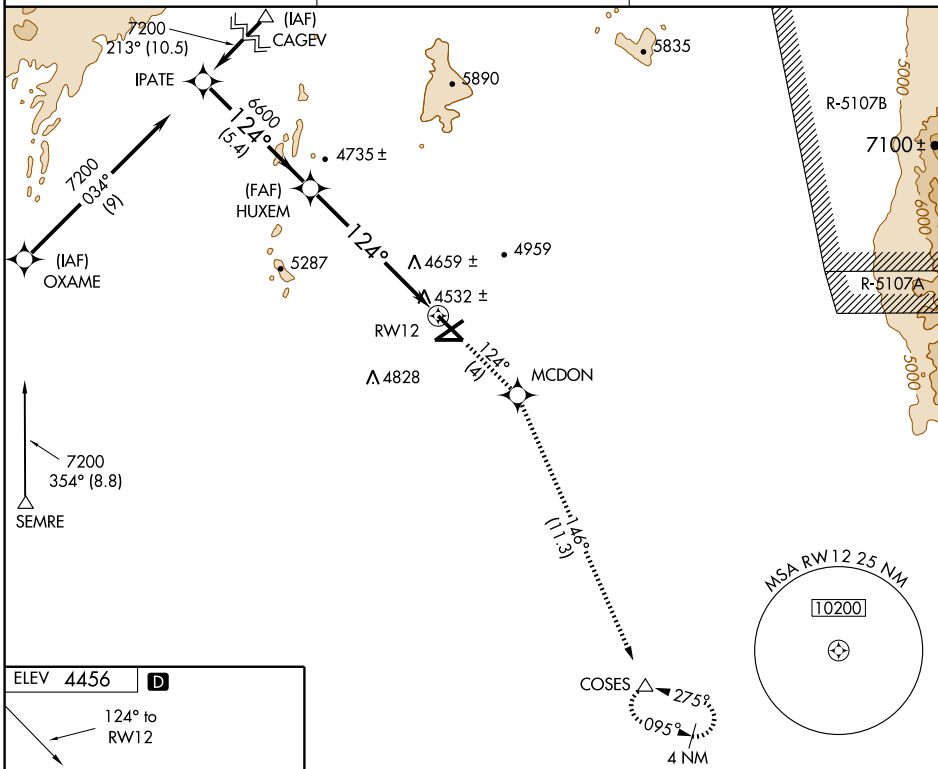 7200
213° (10.5)
(IAF)
CAGEV
IPATE
5835
5890
5000
R-5107B
7100 ±
6600
124°
(5.4)
4735 ±
7200
034°
(9)
(FAF)
HUXEM
6000
124°
4659 ±
4959
(IAF)
OXAME
5287
R-5107A
4532 ±
RW12
124°
(4)
MCDON
5000
4828
7200
354° (8.8)
SEMRE
146°
(11.3)
MSA RW12 25 NM
10200
ELEV 4456 D
COSES
275°
095°
4 NM
124° to
RW12